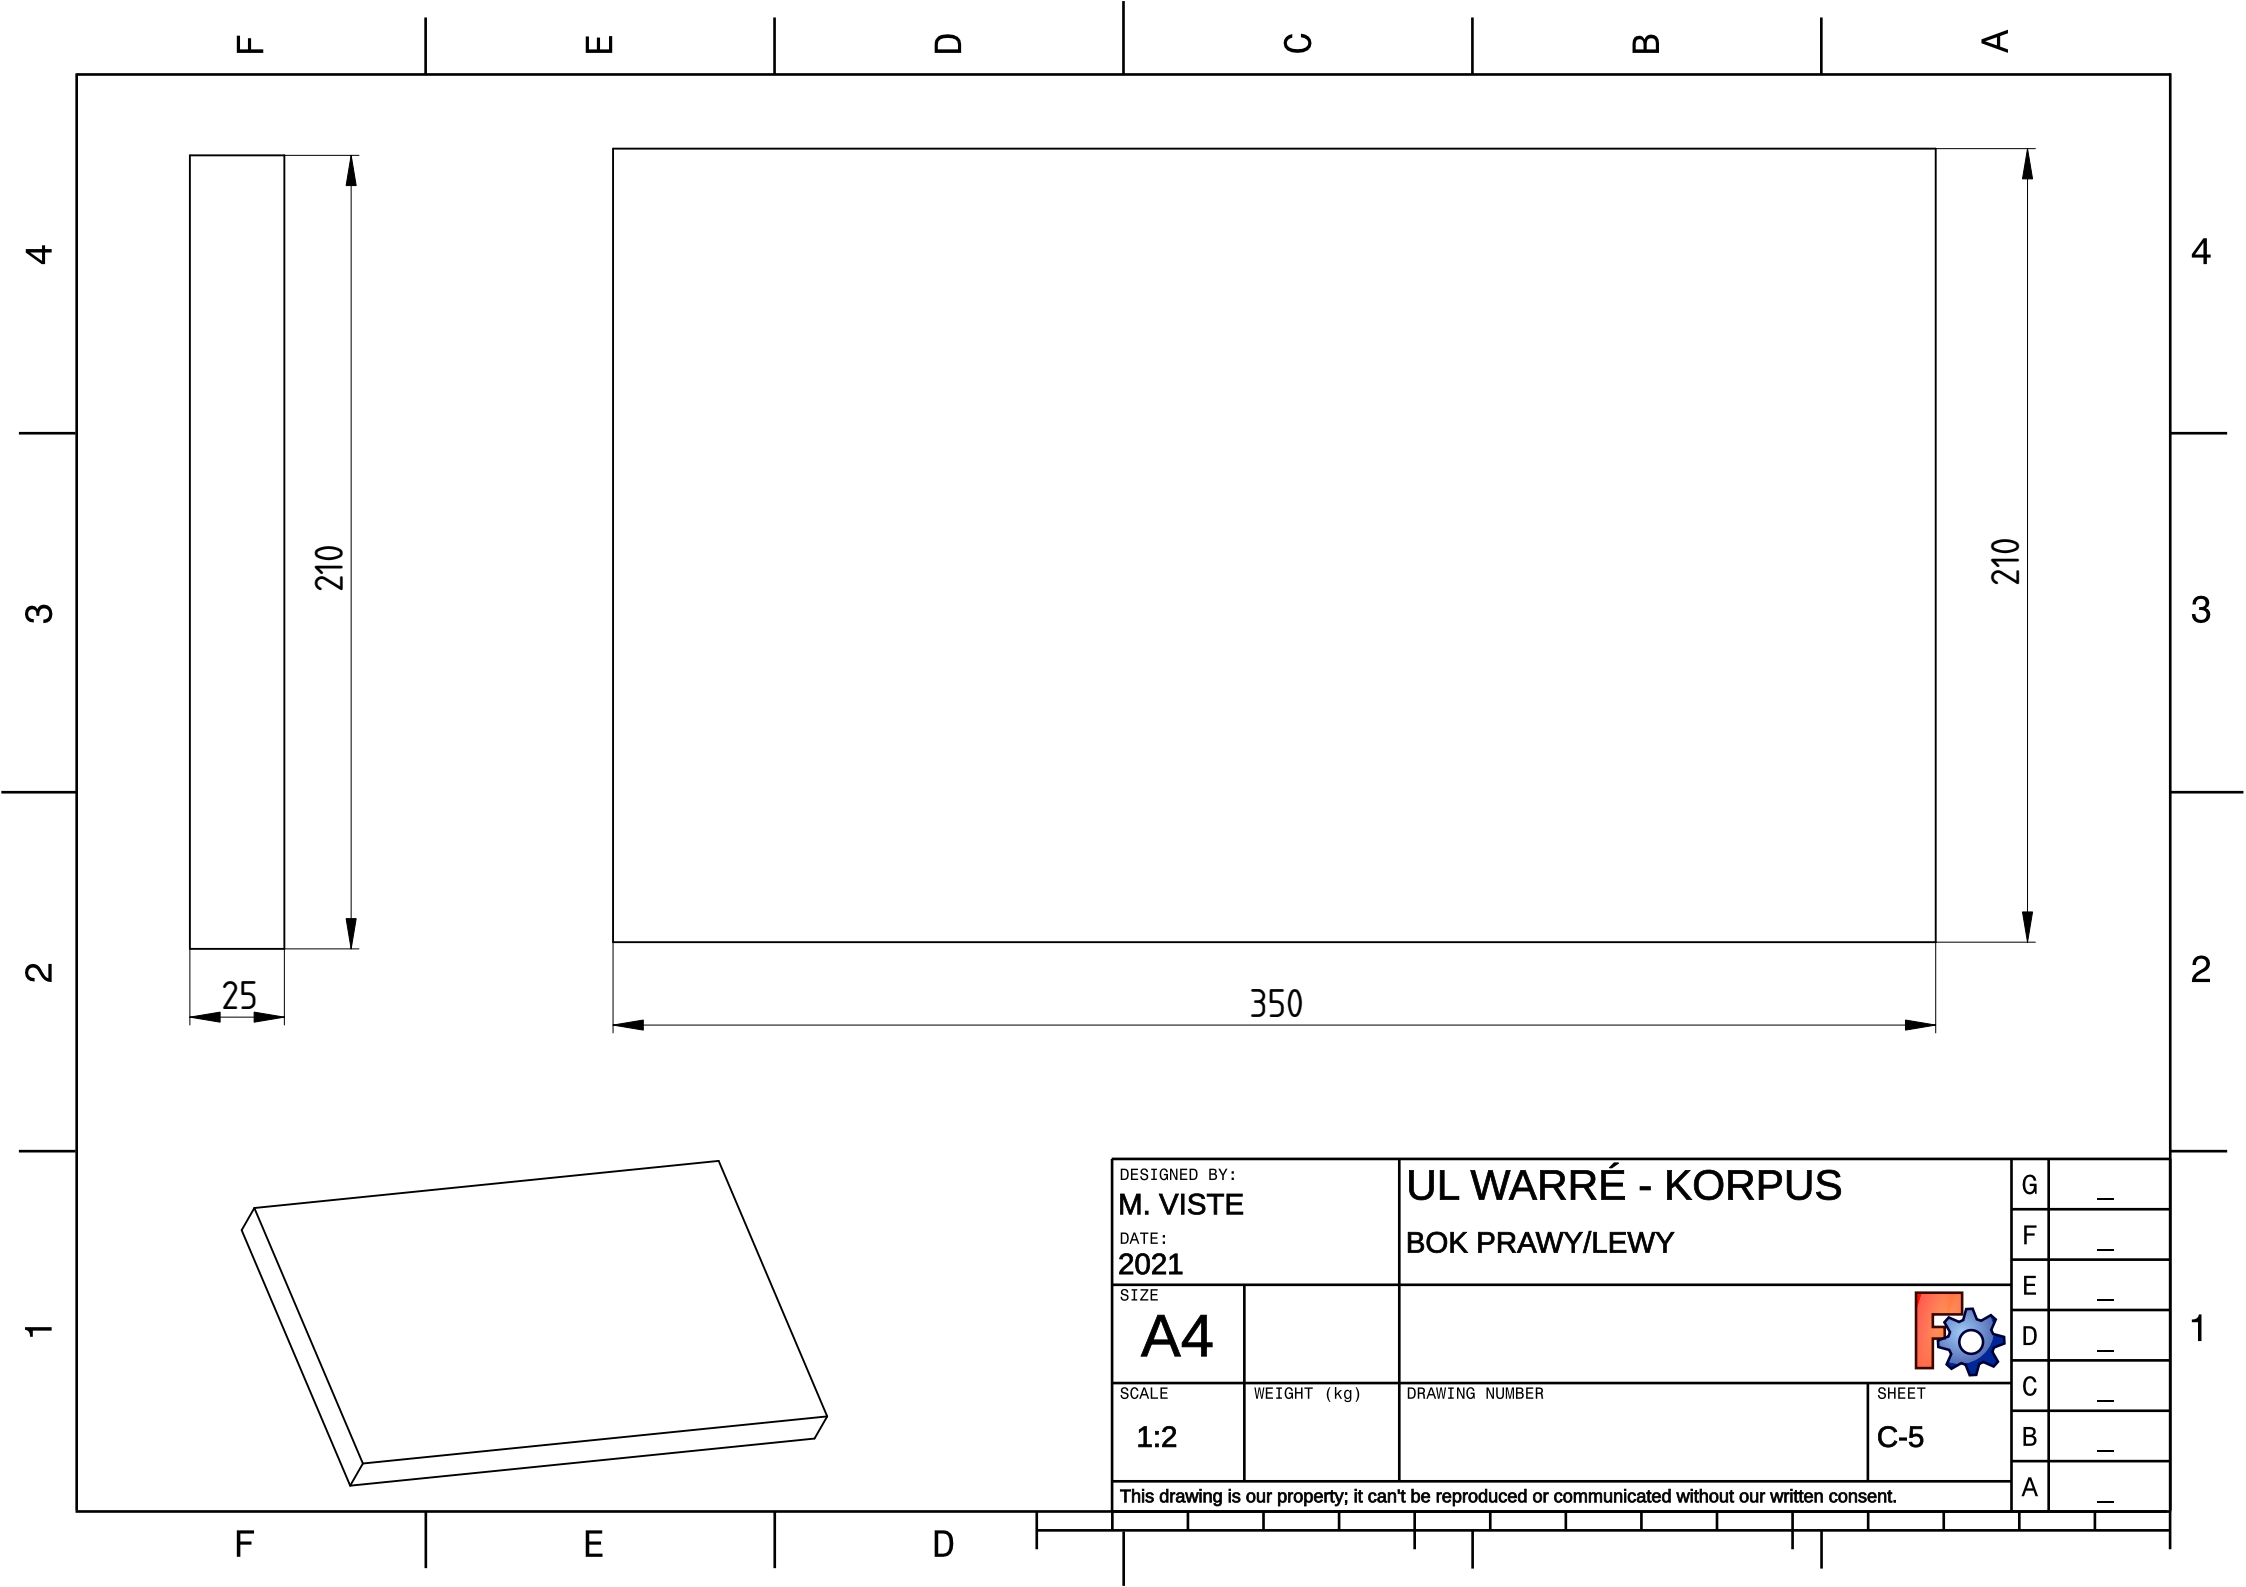 F E D C B A
4 4
210
210
3 3
2 2
25
350
1 1
DESIGNED BY:
M. VISTE
DATE:
2021
UL WARRÉ - KORPUS
BOK PRAWY/LEWY
SIZE
A4
SCALE
1:2
WEIGHT (kg)
DRAWING NUMBER
SHEET
C-5
G _
F _
E _
D _
C _
B _
A _
This drawing is our property; it can't be reproduced or communicated without our written consent.
F E D